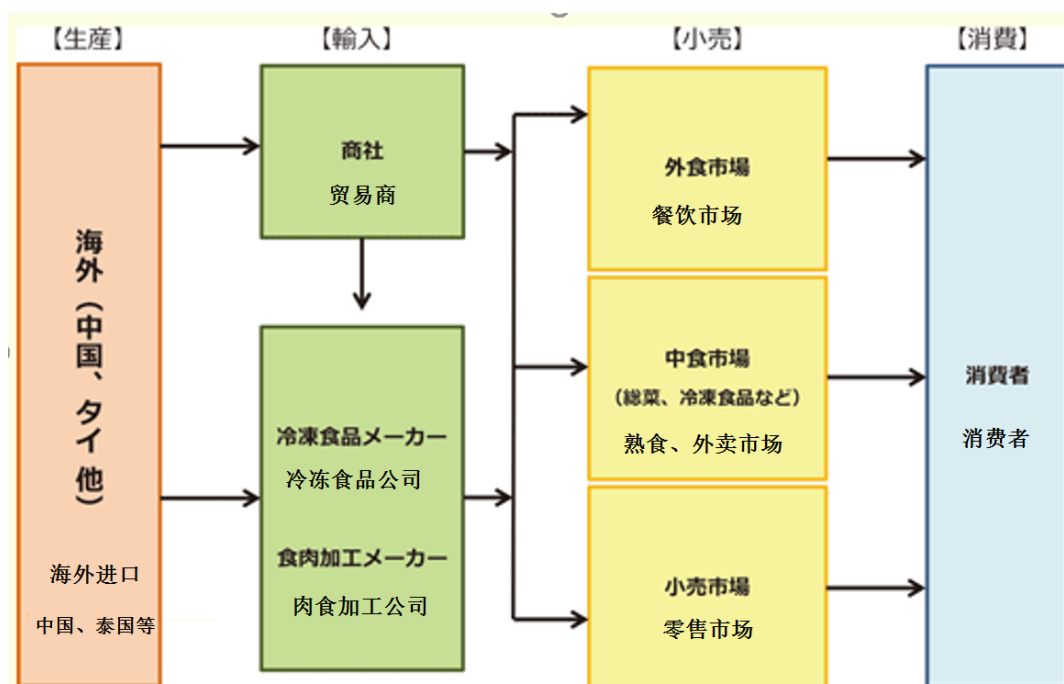 【生産】
【輸入】
【小売】
【消費】
海外（中国、タイ他）
海外进口
中国、泰国等
商社
贸易商
冷凍食品メーカー
冷冻食品公司
食肉加工メーカー
肉食加工公司
外食市場
餐饮市场
中食市場
（総菜、冷凍食品など）
熟食、外卖市场
小売市場
零售市场
消費者
消费者